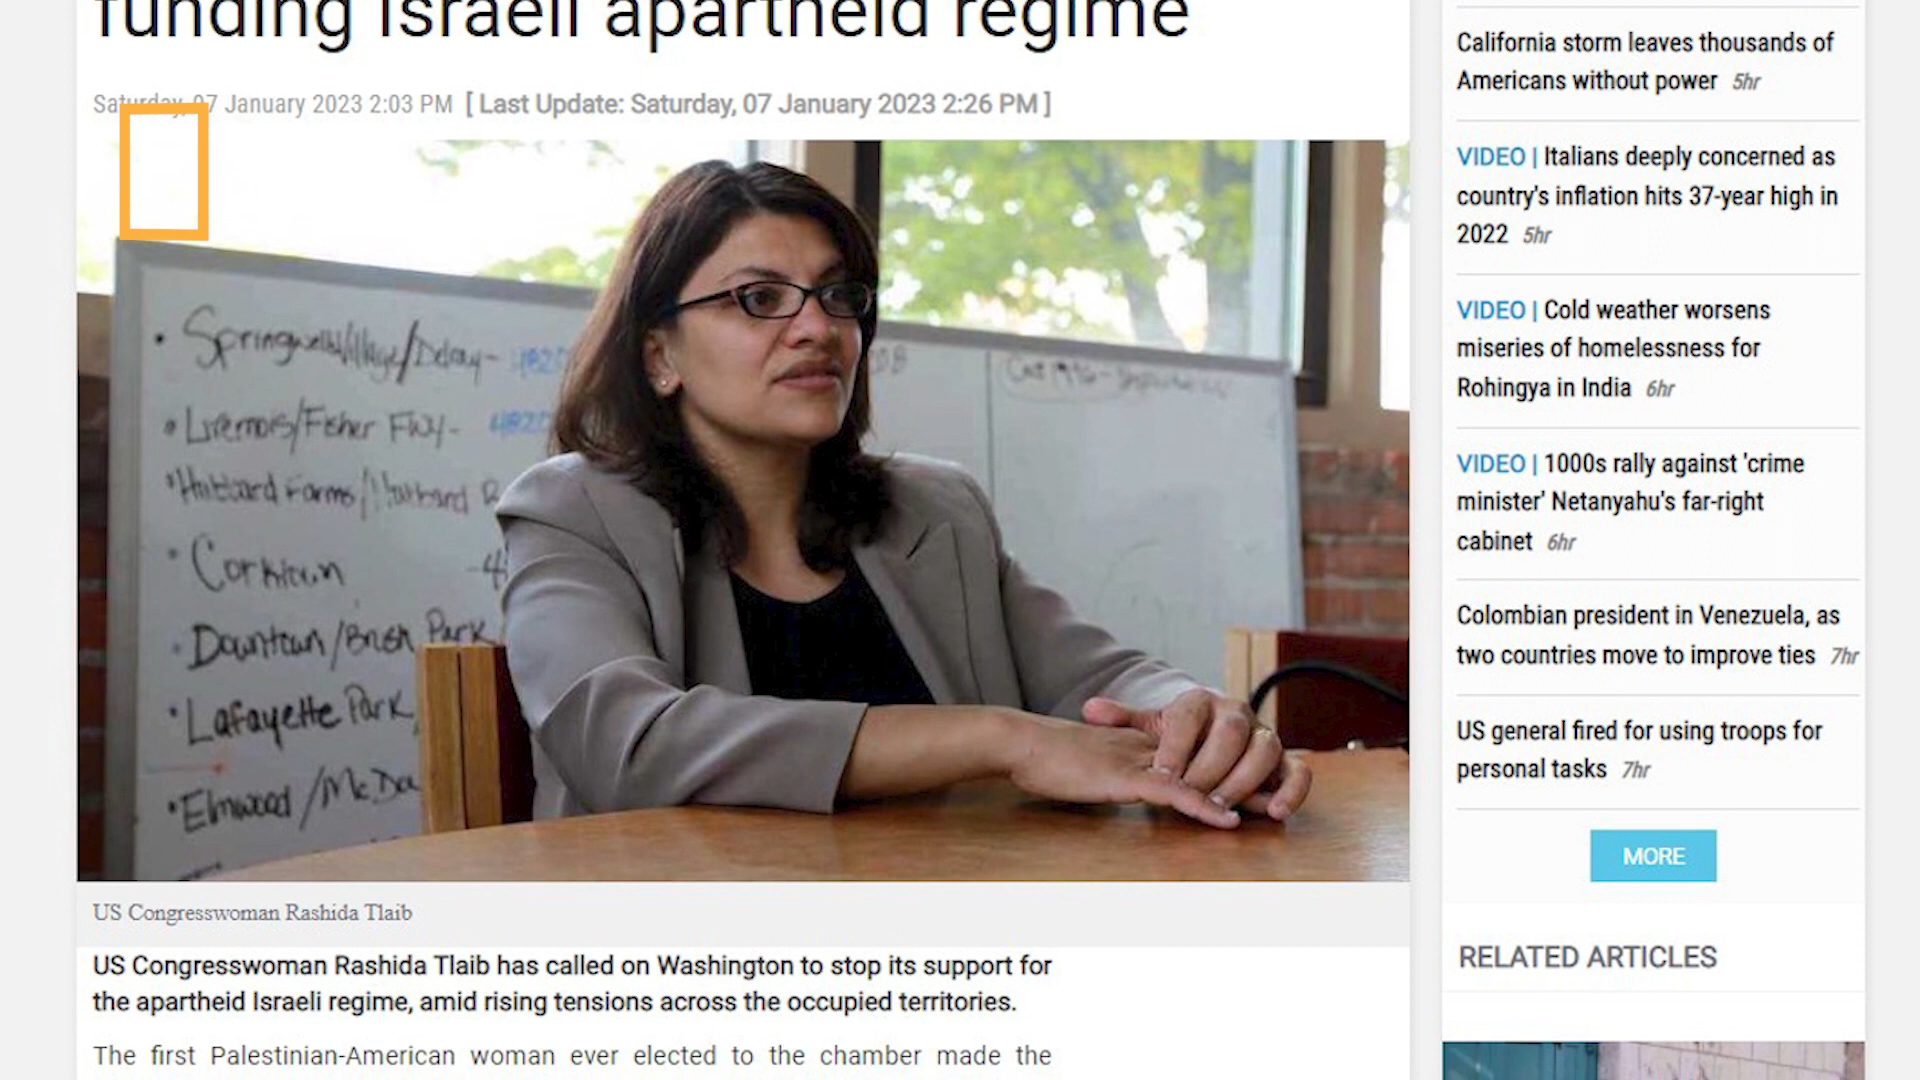 funding Israeli apartheid regime
Saturday, 07 January 2023 2:03 PM [ Last Update: Saturday, 07 January 2023 2:26 PM ]
• Springwells/Village/Delray- 482
• Livernois/Fisher Fwy- 482
• Hibbard Farms/Hubbard R
• Corktown -4
• Downtown/Brush Park
• Lafayette Park,
• Elmwood/McDo
US Congresswoman Rashida Tlaib
US Congresswoman Rashida Tlaib has called on Washington to stop its support for
the apartheid Israeli regime, amid rising tensions across the occupied territories.
The first Palestinian-American woman ever elected to the chamber made the
California storm leaves thousands of
Americans without power 5hr
VIDEO | Italians deeply concerned as
country's inflation hits 37-year high in
2022 5hr
VIDEO | Cold weather worsens
miseries of homelessness for
Rohingya in India 6hr
VIDEO | 1000s rally against 'crime
minister' Netanyahu's far-right
cabinet 6hr
Colombian president in Venezuela, as
two countries move to improve ties 7hr
US general fired for using troops for
personal tasks 7hr
MORE
RELATED ARTICLES